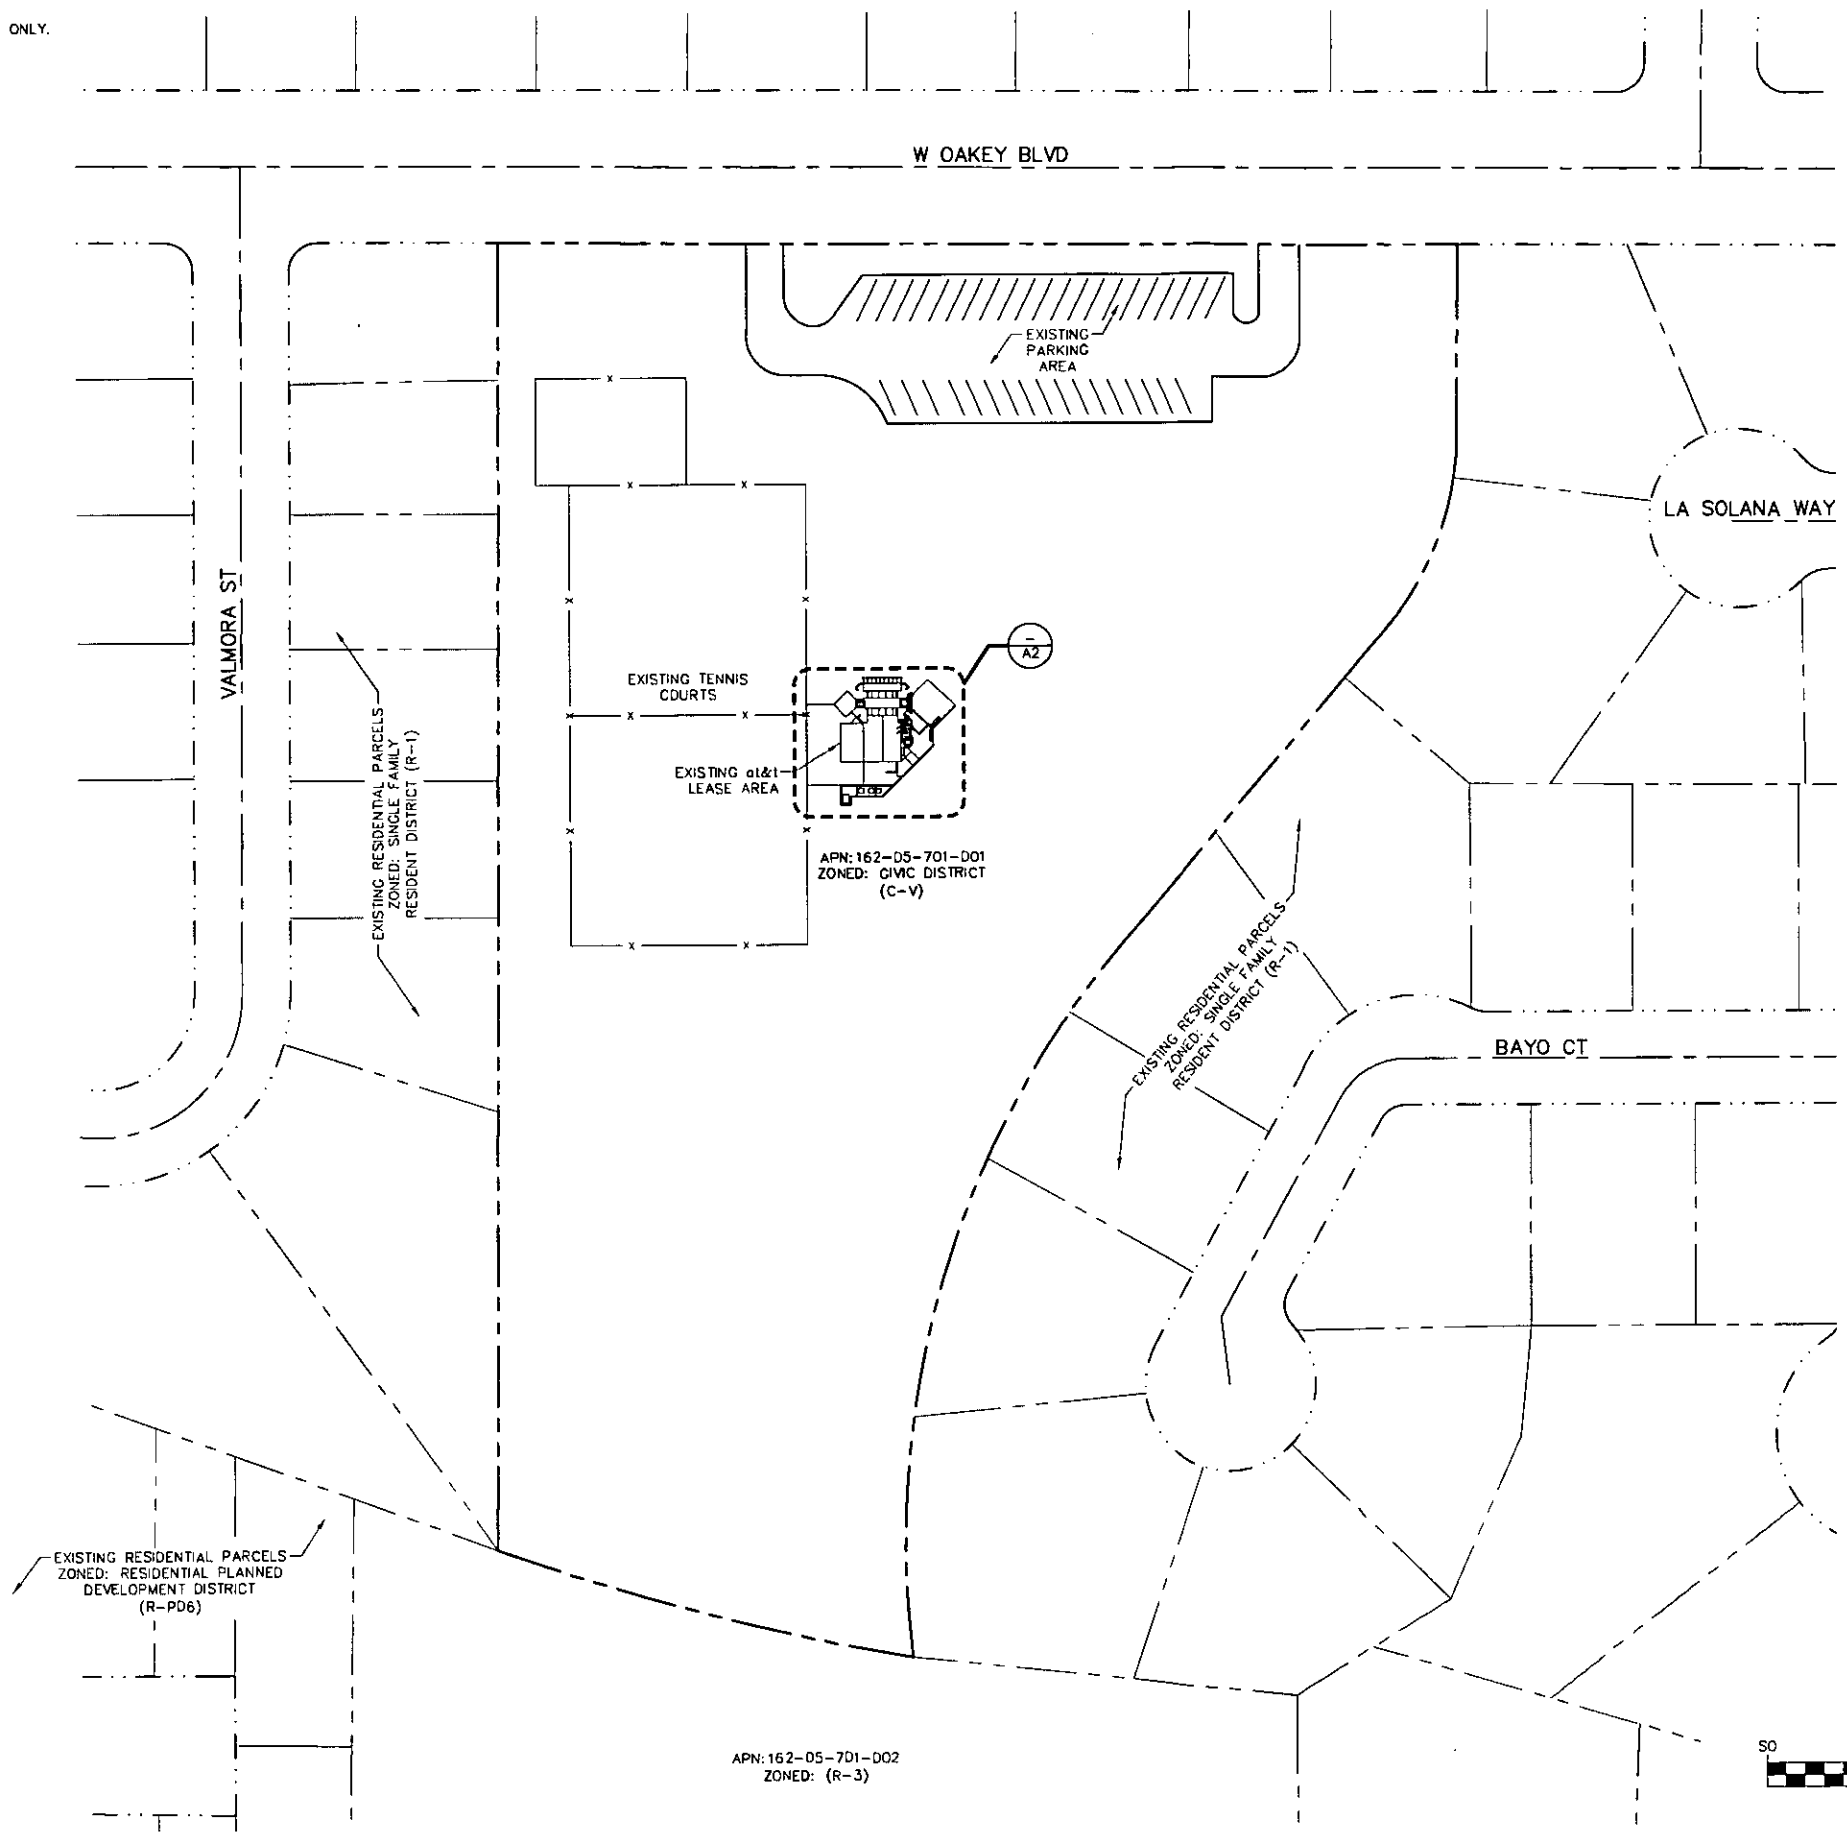 ONLY.
W OAKEY BLVD
EXISTING
PARKING
AREA
LA SOLANA WAY
VALMORA ST
A2
EXISTING TENNIS
COURTS
EXISTING RESIDENTIAL PARCELS
ZONED: SINGLE FAMILY
RESIDENT DISTRICT (R-1)
EXISTING at&t
LEASE AREA
APN: 162-05-701-001
ZONED: CIVIC DISTRICT
(C-V)
EXISTING RESIDENTIAL PARCELS
ZONED: SINGLE FAMILY
RESIDENT DISTRICT (R-1)
BAYO CT
EXISTING RESIDENTIAL PARCELS
ZONED: RESIDENTIAL PLANNED
DEVELOPMENT DISTRICT
(R-PD6)
APN: 162-05-701-002
ZONED: (R-3)
50